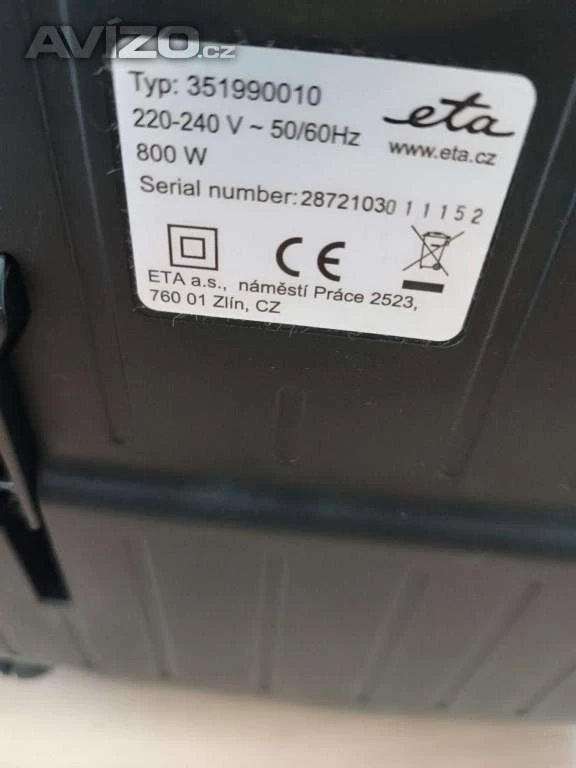 AVÍZO.cz
Typ: 351990010
eta
220-240 V ~ 50/60Hz
www.eta.cz
800 W
Serial number: 28721030 1 1 1 5 2
CE
ETA a.s., náměstí Práce 2523,
760 01 Zlín, CZ